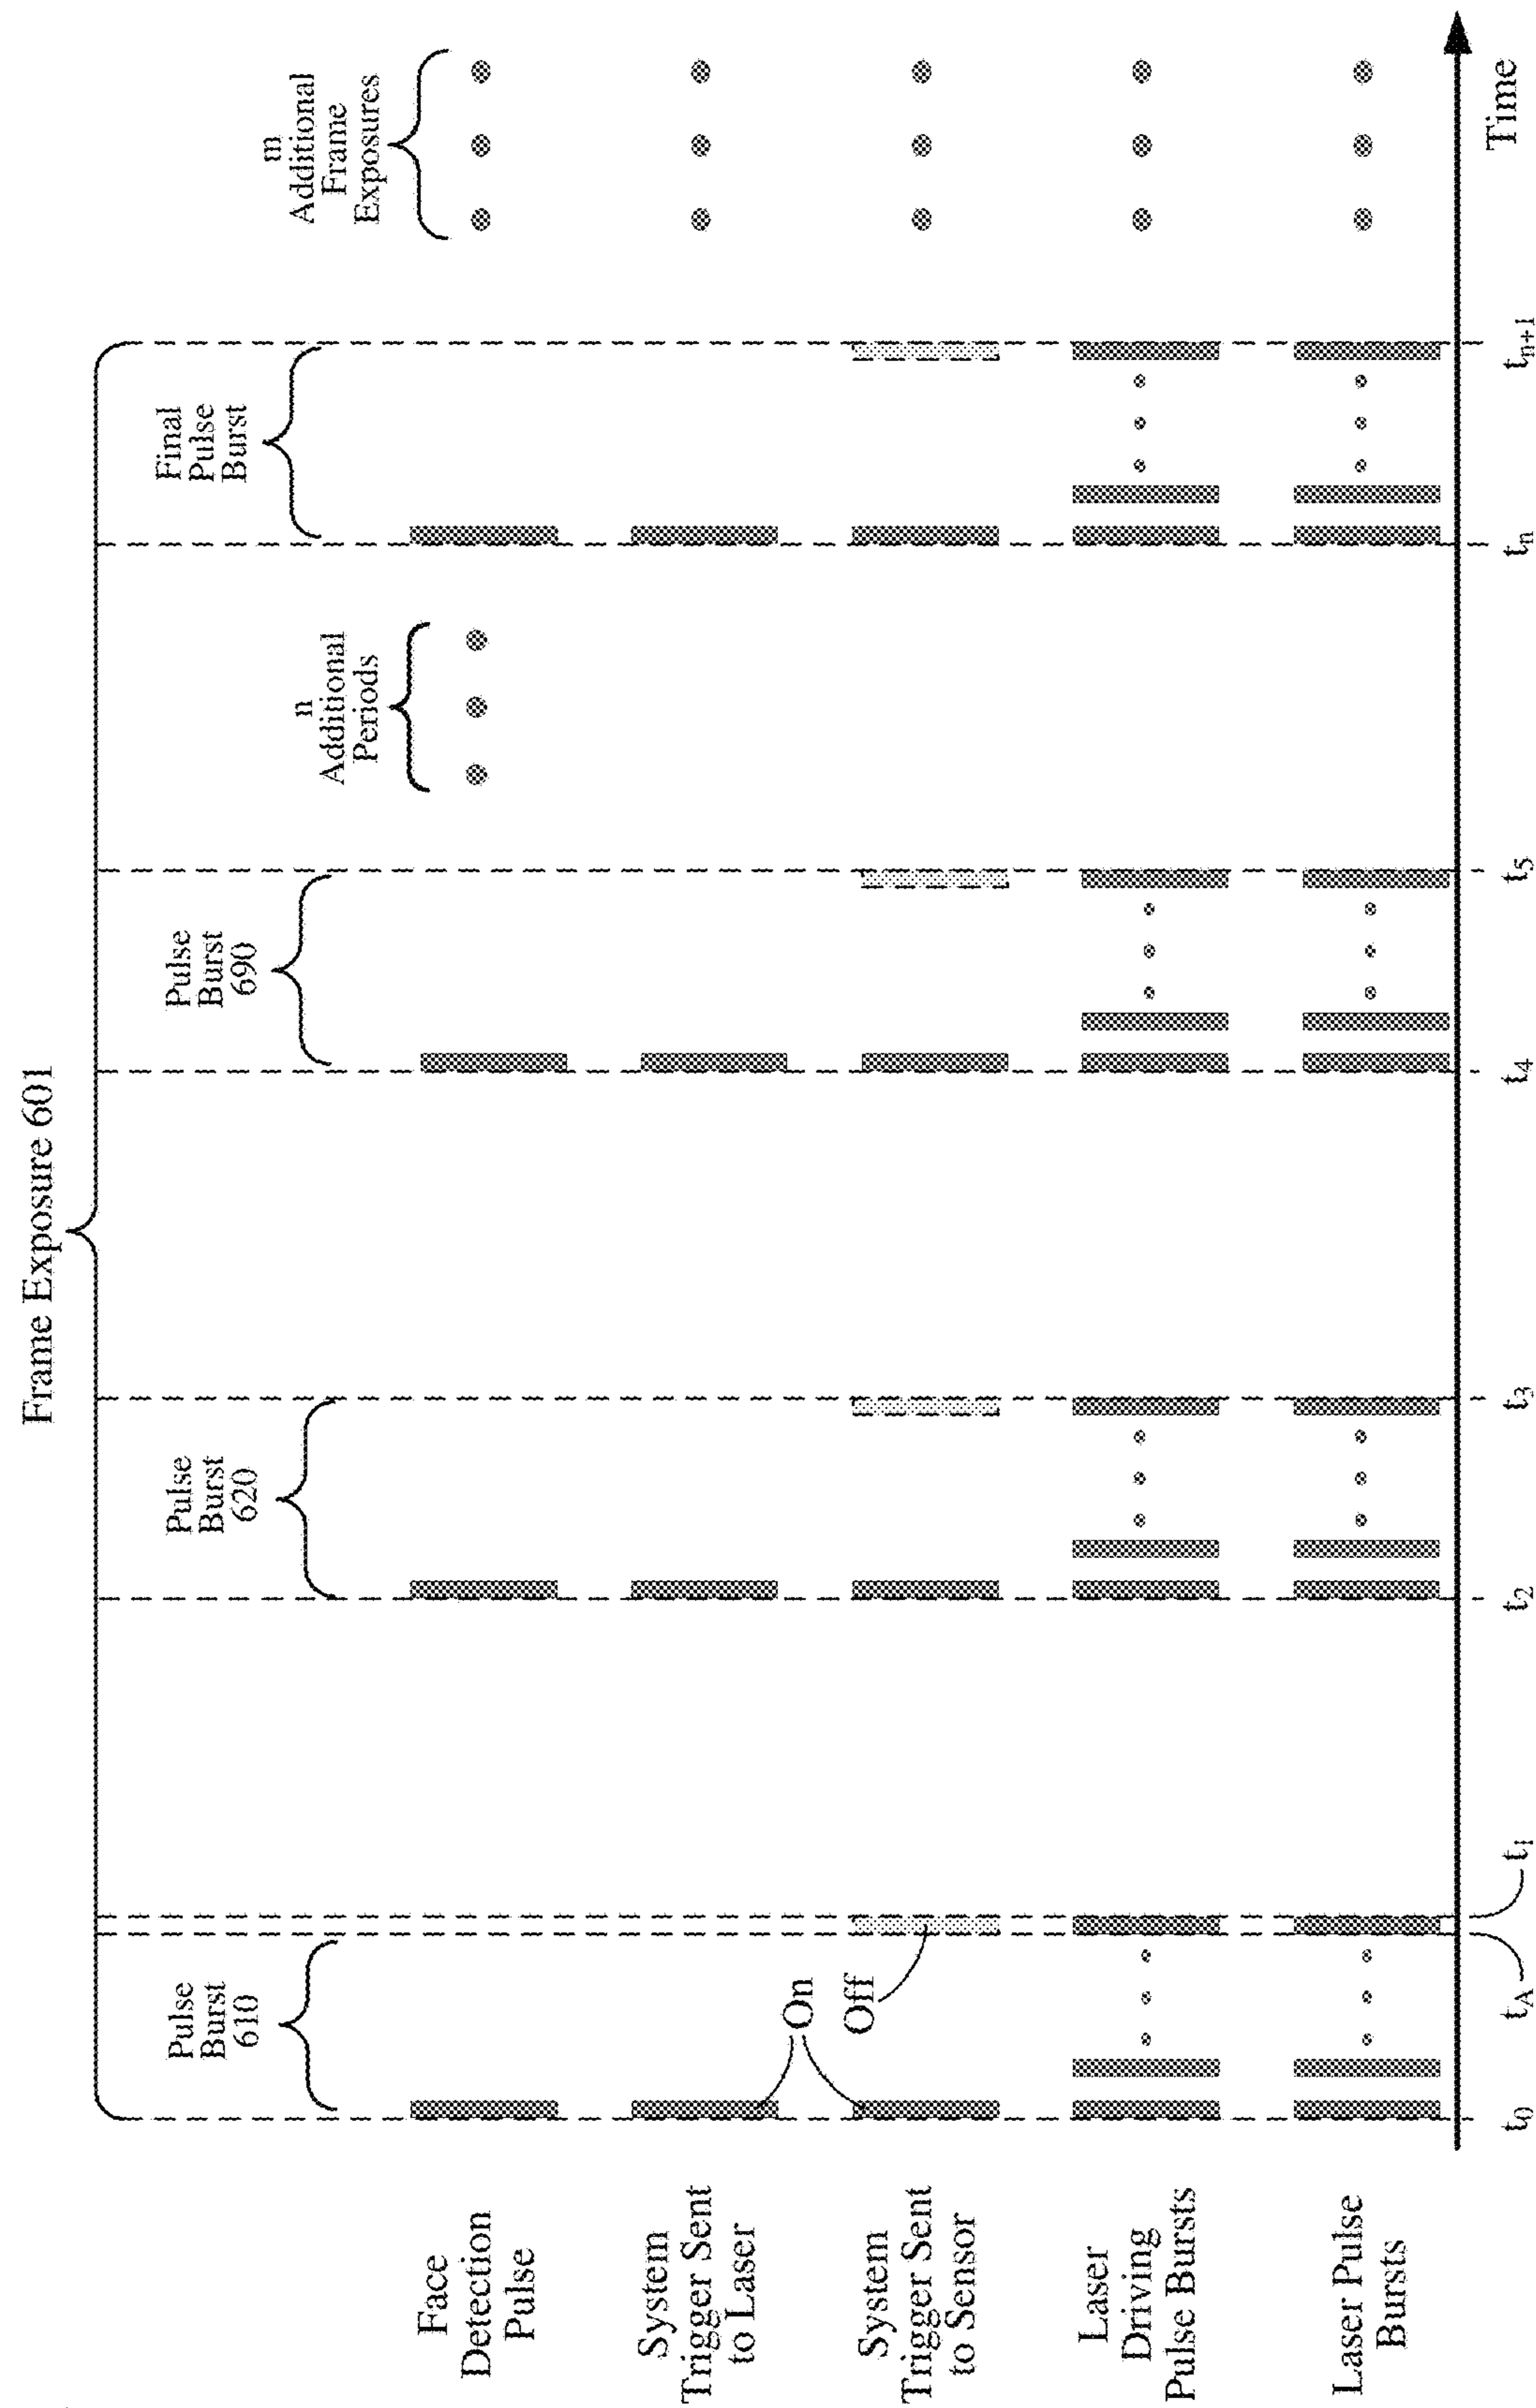 Frame Exposure 601
Pulse
Burst
610
Pulse
Burst
620
Pulse
Burst
690
Final
Pulse
Burst
n
Additional
Periods
m
Additional
Frame
Exposures
Face
Detection
Pulse
System
Trigger Sent
to Laser
On
Off
System
Trigger Sent
to Sensor
Laser
Driving
Pulse Bursts
Laser Pulse
Bursts
t0
tA
t1
t2
t3
t4
t5
tn
tn+1
Time